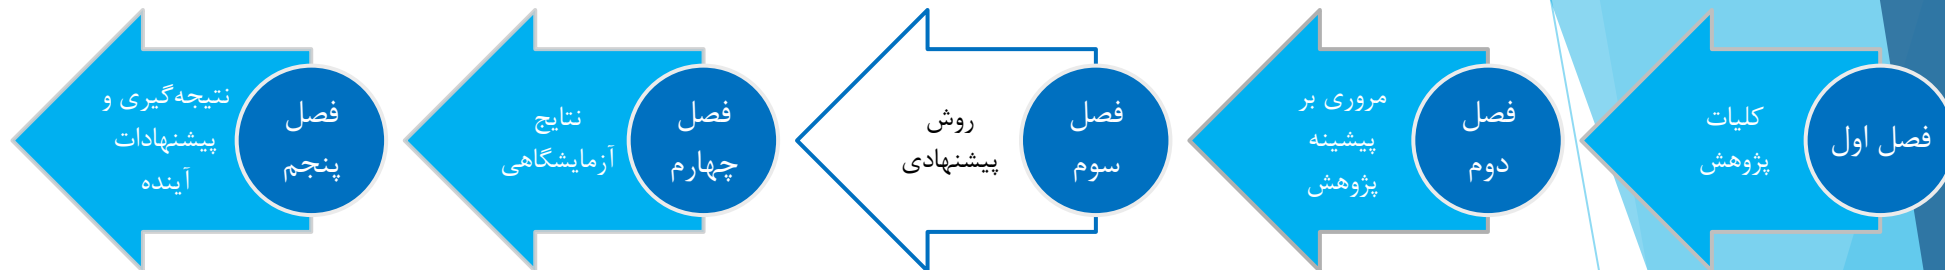 فصل اول
کلیات
پژوهش
فصل
دوم
مروری بر
پیشینه
پژوهش
فصل
سوم
روش
پیشنهادی
فصل
چهارم
نتایج
آزمایشگاهی
فصل
پنجم
نتیجه‌گیری و
پیشنهادات
آینده